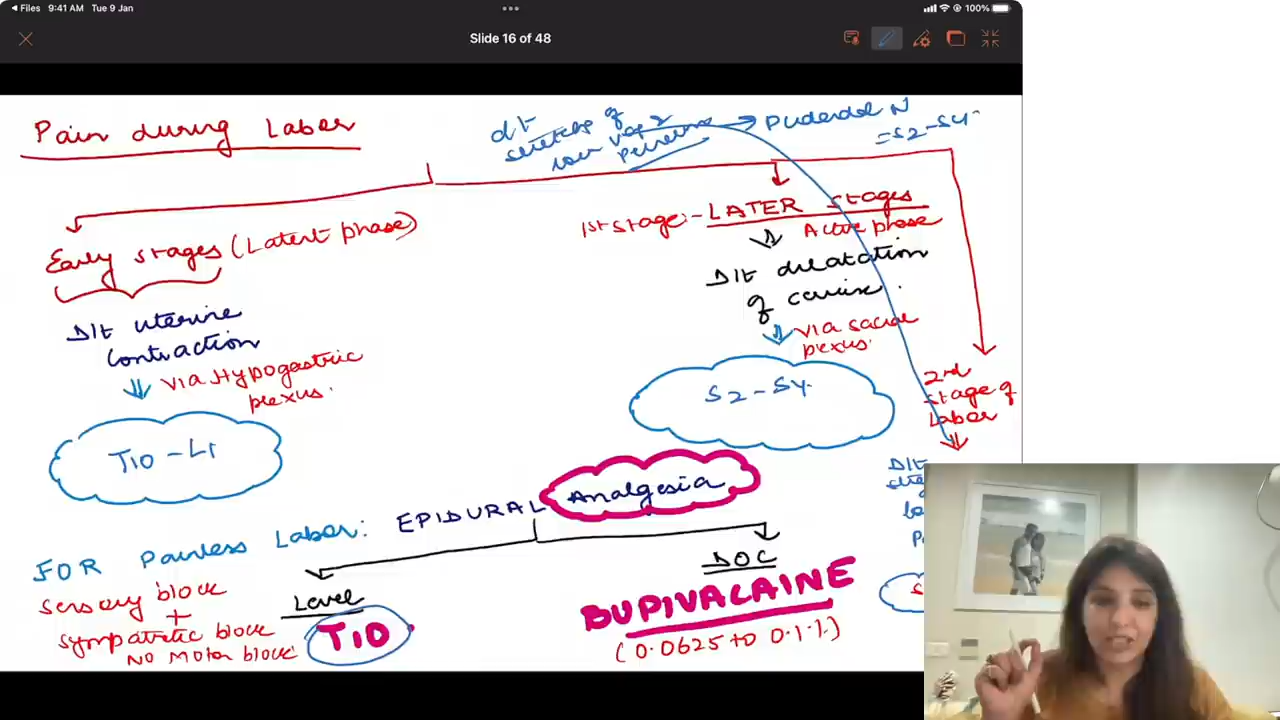 Files 9:41 AM Tue 9 Jan
100%
Slide 16 of 48
Pain during Labor
d/t
stretching of
low vag 2
Perineum
Pudendal N
=S2-S4
Early stages (Latent phase)
D/t uterine
contraction
via Hypogastric
plexus.
T10 - L1
1st stage:- LATER stages
Active phase
D/t dilatation
of cervix.
via sacral
plexus.
S2 - S4
2nd
stage of
Labor
D/t
FOR Painless Labor: EPIDURAL Analgesia
Level
T10
sensory block
+
sympathetic block
NO Motor block
DOC
BUPIVACAINE
(0.0625 to 0.1%)